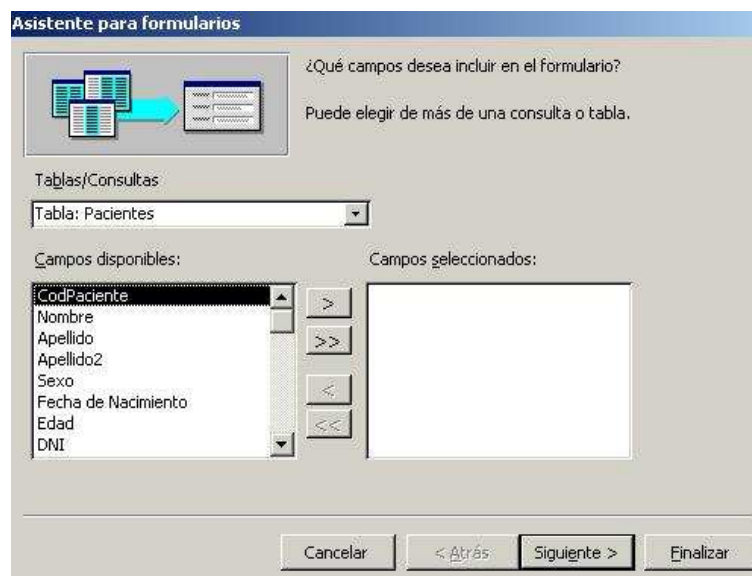 Asistente para formularios
¿Qué campos desea incluir en el formulario?
Puede elegir de más de una consulta o tabla.
Tablas/Consultas
Tabla: Pacientes
Campos disponibles:
Campos seleccionados:
CodPaciente
Nombre
Apellido
Apellido2
Sexo
Fecha de Nacimiento
Edad
DNI
>
>>
<
<<
Cancelar
< Atrás
Siguiente >
Finalizar